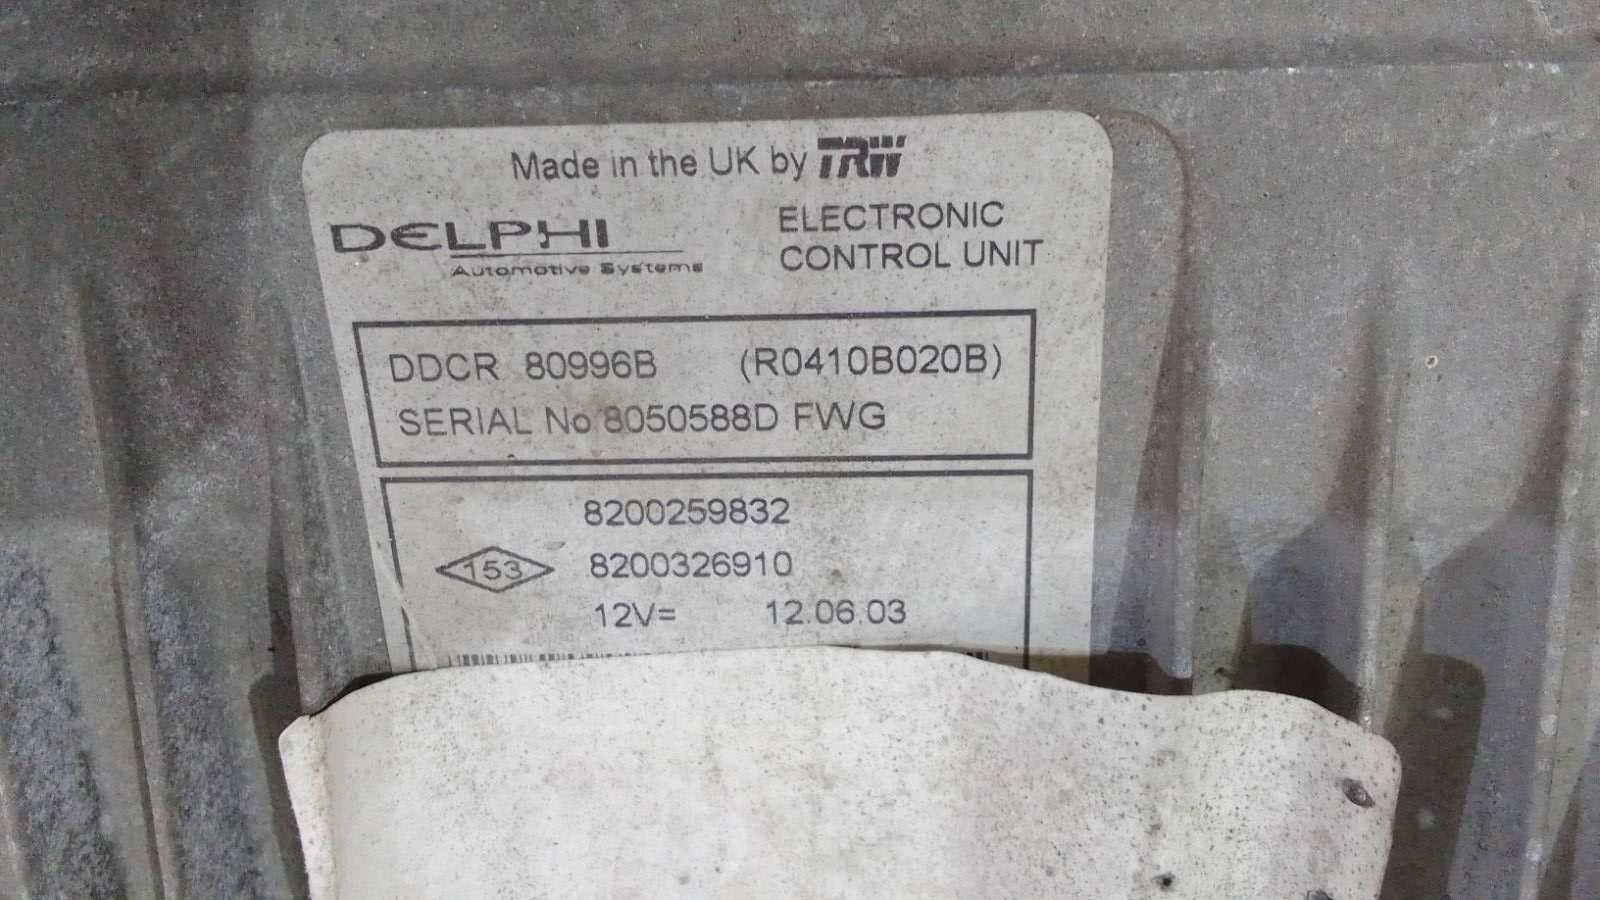 Made in the UK by TRW
DELPHI
Automotive Systems
ELECTRONIC
CONTROL UNIT
DDCR 80996B (R0410B020B)
SERIAL No 8050588D FWG
8200259832
153 8200326910
12V= 12.06.03